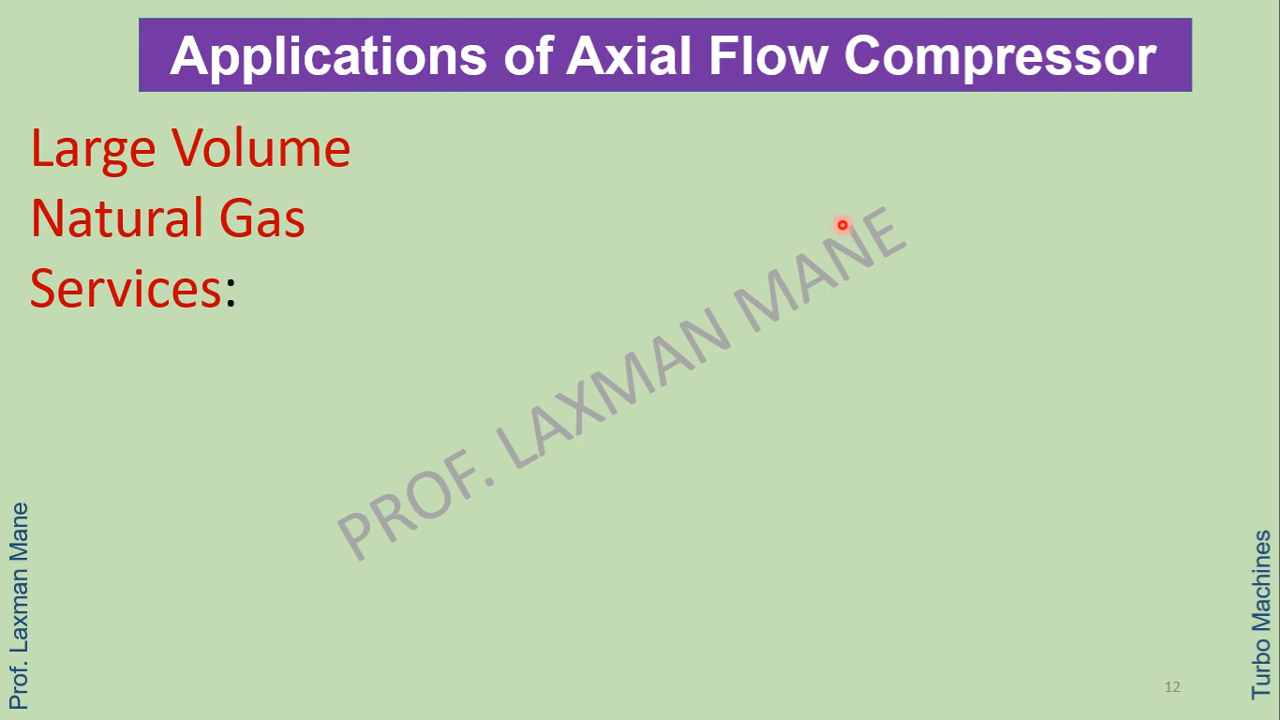 Applications of Axial Flow Compressor
Large Volume
Natural Gas
Services:
PROF. LAXMAN MANE
Prof. Laxman Mane
Turbo Machines
12